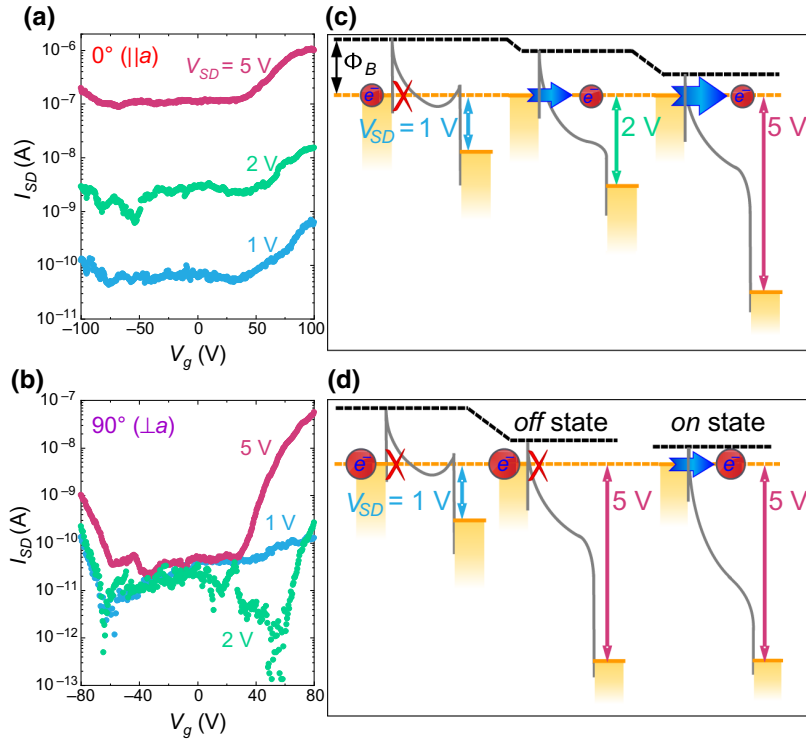 (a)
0° (||a)
V_SD = 5 V
2 V
1 V
10^-6
10^-7
10^-8
10^-9
10^-10
10^-11
I_SD (A)
–100
–50
0
50
100
V_g (V)
(b)
90° (⊥a)
5 V
1 V
2 V
10^-7
10^-8
10^-9
10^-10
10^-11
10^-12
10^-13
I_SD (A)
–80
–40
0
40
80
V_g (V)
(c)
Φ_B
e–
e–
e–
V_SD = 1 V
2 V
5 V
(d)
off state
on state
e–
e–
e–
V_SD = 1 V
5 V
5 V